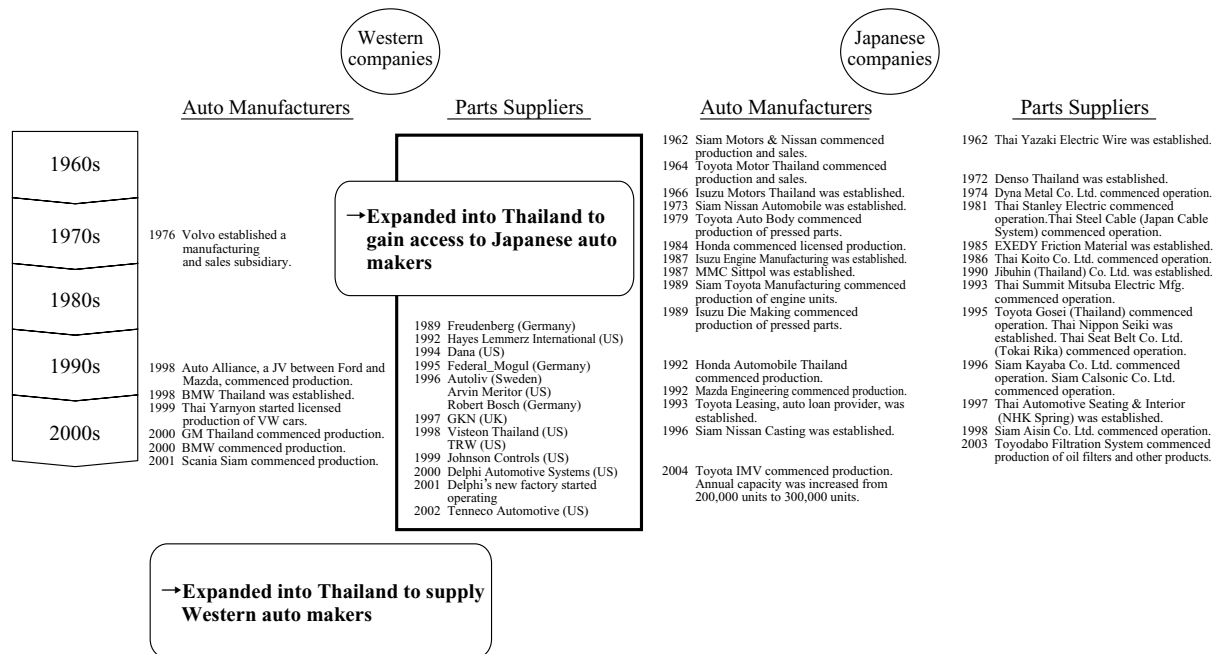 Western
companies
Japanese
companies
Auto Manufacturers
Parts Suppliers
Auto Manufacturers
Parts Suppliers
1960s
1970s
1980s
1990s
2000s
1976 Volvo established a
manufacturing
and sales subsidiary.
1998 Auto Alliance, a JV between Ford and
Mazda, commenced production.
1998 BMW Thailand was established.
1999 Thai Yarnyon started licensed
production of VW cars.
2000 GM Thailand commenced production.
2000 BMW commenced production.
2001 Scania Siam commenced production.
→Expanded into Thailand to
gain access to Japanese auto
makers
1989 Freudenberg (Germany)
1992 Hayes Lemmerz International (US)
1994 Dana (US)
1995 Federal_Mogul (Germany)
1996 Autoliv (Sweden)
Arvin Meritor (US)
Robert Bosch (Germany)
1997 GKN (UK)
1998 Visteon Thailand (US)
TRW (US)
1999 Johnson Controls (US)
2000 Delphi Automotive Systems (US)
2001 Delphi's new factory started
operating
2002 Tenneco Automotive (US)
1962 Siam Motors & Nissan commenced
production and sales.
1964 Toyota Motor Thailand commenced
production and sales.
1966 Isuzu Motors Thailand was established.
1973 Siam Nissan Automobile was established.
1979 Toyota Auto Body commenced
production of pressed parts.
1984 Honda commenced licensed production.
1987 Isuzu Engine Manufacturing was established.
1987 MMC Sittpol was established.
1989 Siam Toyota Manufacturing commenced
production of engine units.
1989 Isuzu Die Making commenced
production of pressed parts.
1992 Honda Automobile Thailand
commenced production.
1992 Mazda Engineering commenced production.
1993 Toyota Leasing, auto loan provider, was
established.
1996 Siam Nissan Casting was established.
2004 Toyota IMV commenced production.
Annual capacity was increased from
200,000 units to 300,000 units.
1962 Thai Yazaki Electric Wire was established.
1972 Denso Thailand was established.
1974 Dyna Metal Co. Ltd. commenced operation.
1981 Thai Stanley Electric commenced
operation.Thai Steel Cable (Japan Cable
System) commenced operation.
1985 EXEDY Friction Material was established.
1986 Thai Koito Co. Ltd. commenced operation.
1990 Jibuhin (Thailand) Co. Ltd. was established.
1993 Thai Summit Mitsuba Electric Mfg.
commenced operation.
1995 Toyota Gosei (Thailand) commenced
operation. Thai Nippon Seiki was
established. Thai Seat Belt Co. Ltd.
(Tokai Rika) commenced operation.
1996 Siam Kayaba Co. Ltd. commenced
operation. Siam Calsonic Co. Ltd.
commenced operation.
1997 Thai Automotive Seating & Interior
(NHK Spring) was established.
1998 Siam Aisin Co. Ltd. commenced operation.
2003 Toyodabo Filtration System commenced
production of oil filters and other products.
→Expanded into Thailand to supply
Western auto makers